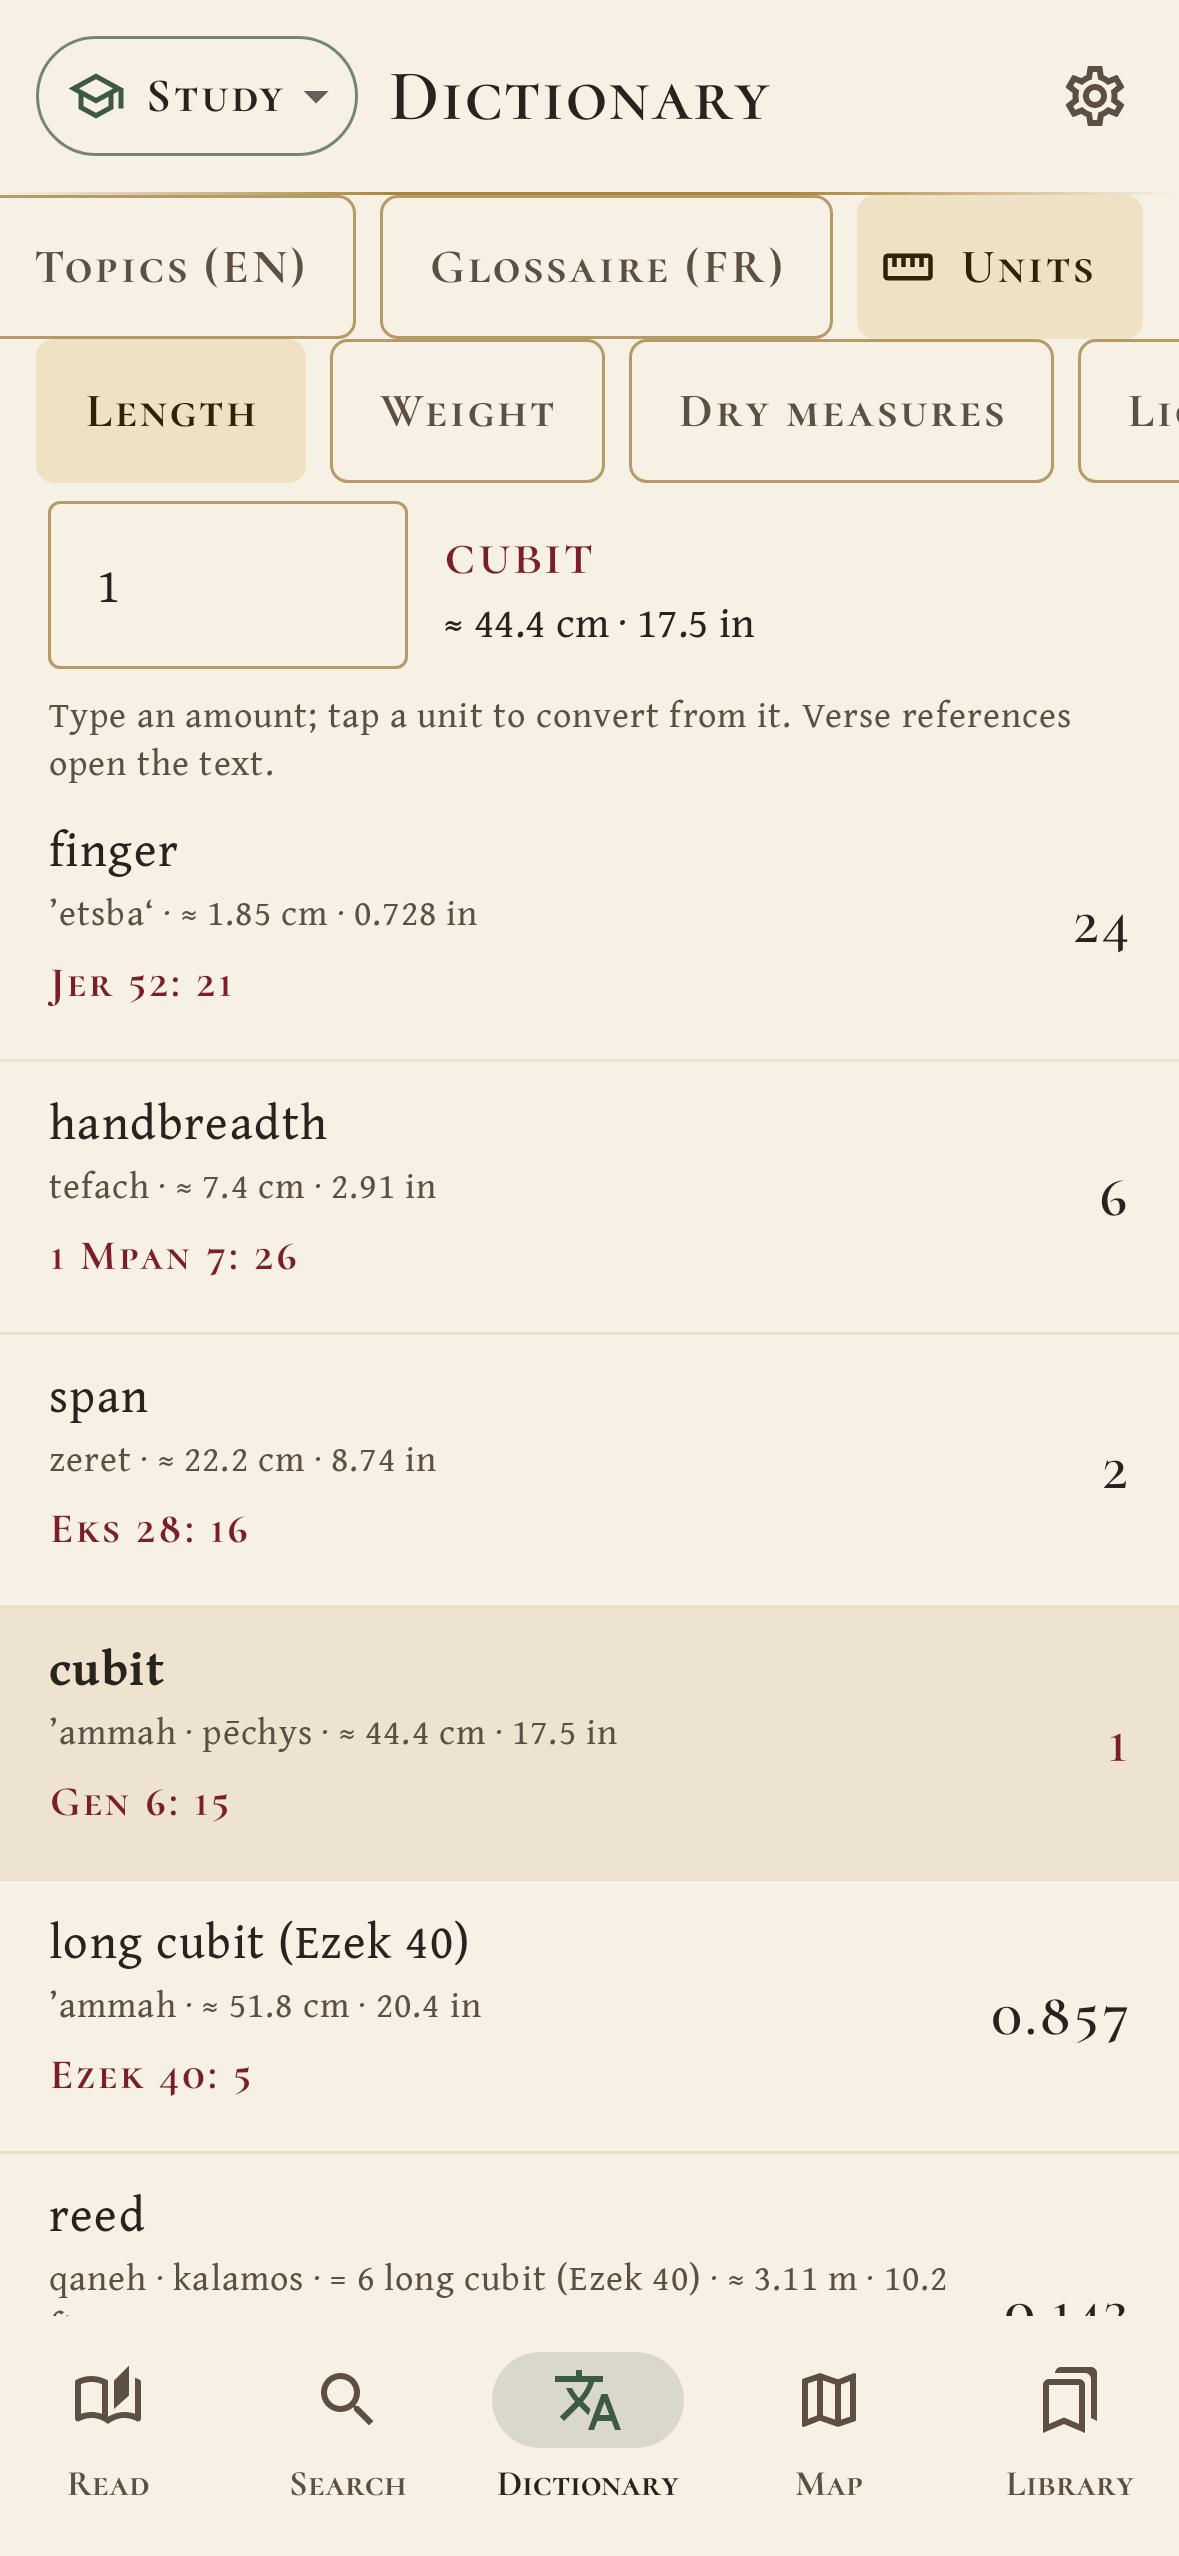 Study
Dictionary
Topics (EN)
Glossaire (FR)
Units
Length
Weight
Dry measures
1
CUBIT
≈ 44.4 cm · 17.5 in
Type an amount; tap a unit to convert from it. Verse references
open the text.
finger
’etsba‘ · ≈ 1.85 cm · 0.728 in
24
Jer 52: 21
handbreadth
tefach · ≈ 7.4 cm · 2.91 in
6
1 Mpan 7: 26
span
zeret · ≈ 22.2 cm · 8.74 in
2
Eks 28: 16
cubit
’ammah · pēchys · ≈ 44.4 cm · 17.5 in
1
Gen 6: 15
long cubit (Ezek 40)
’ammah · ≈ 51.8 cm · 20.4 in
0.857
Ezek 40: 5
reed
qaneh · kalamos · = 6 long cubit (Ezek 40) · ≈ 3.11 m · 10.2
Read
Search
Dictionary
Map
Library